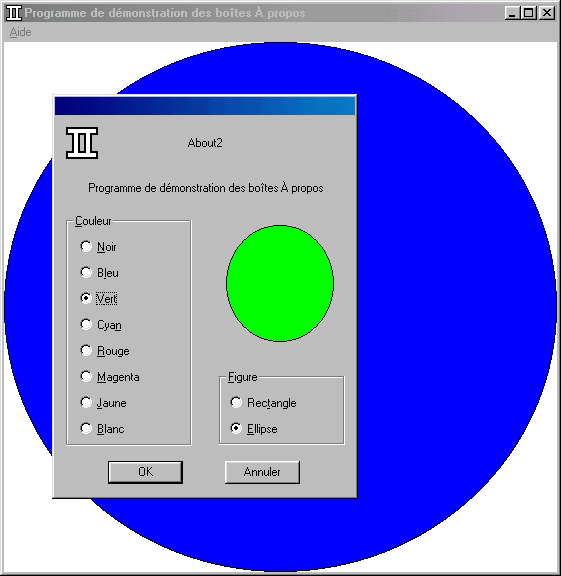 Programme de démonstration des boîtes À propos
Aide
About2
Programme de démonstration des boîtes À propos
Couleur
Noir
Bleu
Vert
Cyan
Rouge
Magenta
Jaune
Blanc
Figure
Rectangle
Ellipse
OK
Annuler